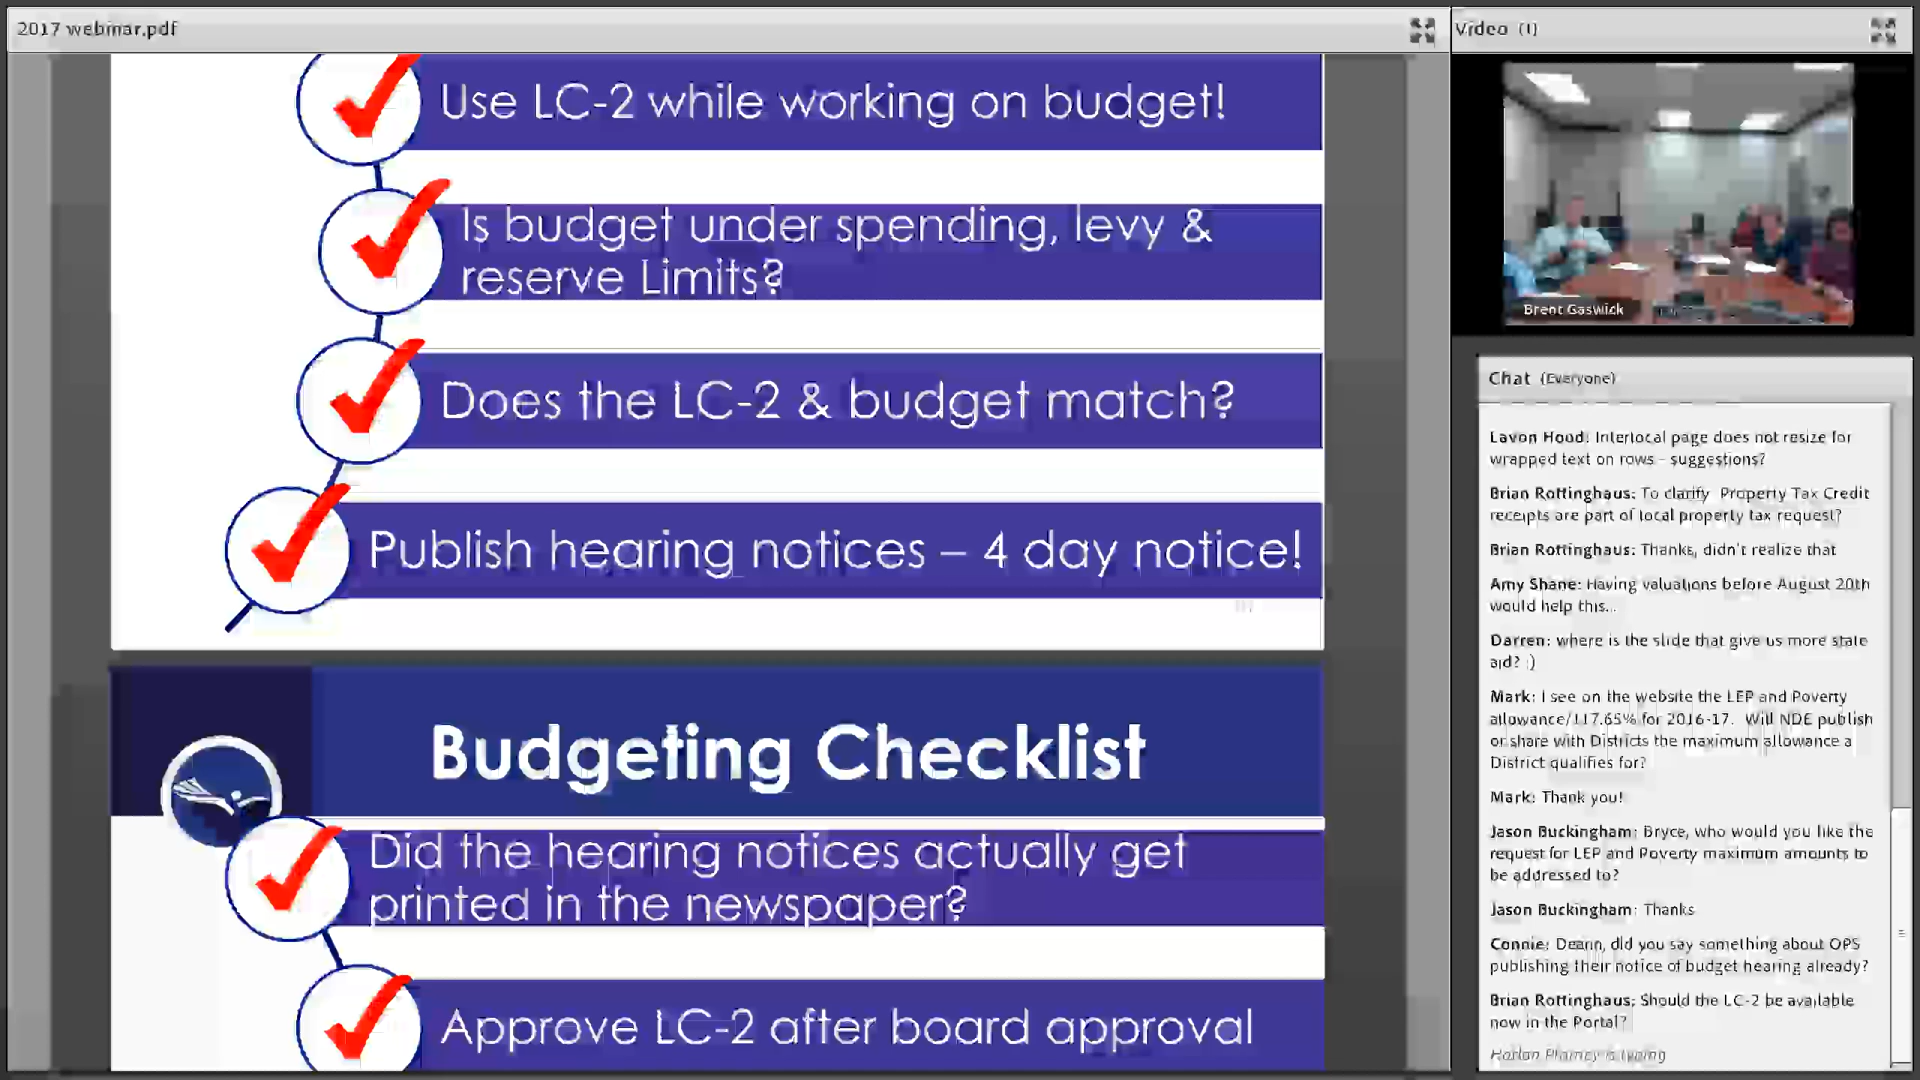 2017 webinar.pdf
Use LC-2 while working on budget!
Is budget under spending, levy &
reserve Limits?
Does the LC-2 & budget match?
Publish hearing notices – 4 day notice!
Budgeting Checklist
Did the hearing notices actually get
printed in the newspaper?
Approve LC-2 after board approval
Video (1)
Brent Gaswick
Chat (Everyone)
Lavon Hood: Interlocal page does not resize for
wrapped text on rows - suggestions?
Brian Rottinghaus: To clarify Property Tax Credit
receipts are part of local property tax request?
Brian Rottinghaus: Thanks, didn't realize that
Amy Shane: Having valuations before August 20th
would help this...
Darren: where is the slide that give us more state
aid? :)
Mark: I see on the website the LEP and Poverty
allowance/117.65% for 2016-17. Will NDE publish
or share with Districts the maximum allowance a
District qualifies for?
Mark: Thank you!
Jason Buckingham: Bryce, who would you like the
request for LEP and Poverty maximum amounts to
be addressed to?
Jason Buckingham: Thanks
Connie: Deann, did you say something about OPS
publishing their notice of budget hearing already?
Brian Rottinghaus: Should the LC-2 be available
now in the Portal?
Harlan is typing